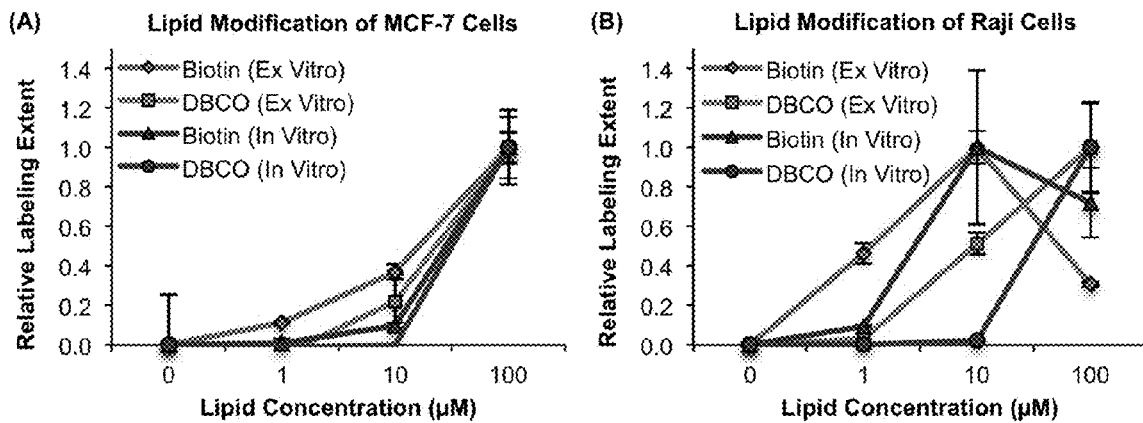 (A)
Lipid Modification of MCF-7 Cells
1.4
1.2
1.0
0.8
0.6
0.4
0.2
0.0
Relative Labeling Extent
Biotin (Ex Vitro)
DBCO (Ex Vitro)
Biotin (In Vitro)
DBCO (In Vitro)
0 1 10 100
Lipid Concentration (µM)
(B)
Lipid Modification of Raji Cells
1.4
1.2
1.0
0.8
0.6
0.4
0.2
0.0
Relative Labeling Extent
Biotin (Ex Vitro)
DBCO (Ex Vitro)
Biotin (In Vitro)
DBCO (In Vitro)
0 1 10 100
Lipid Concentration (µM)